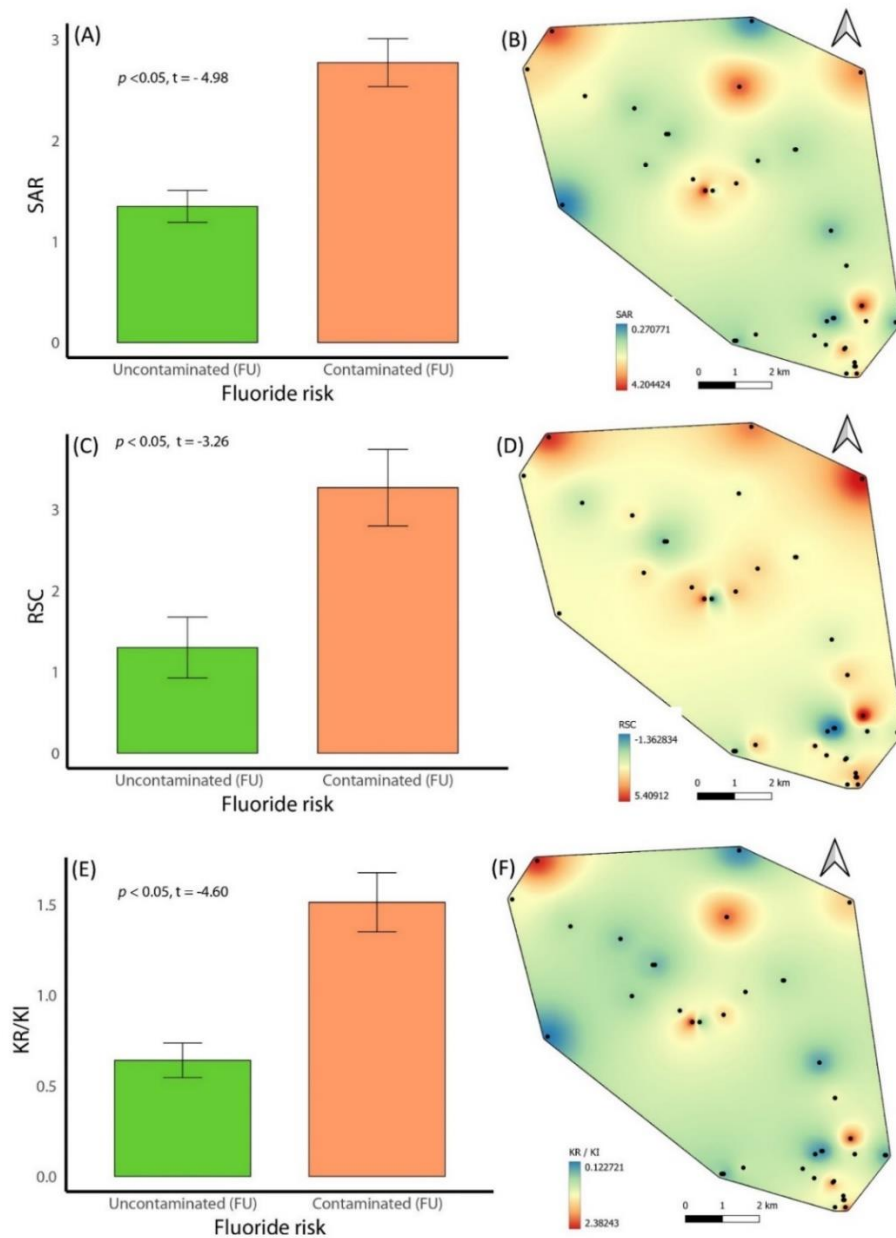 (A)
p <0.05, t = - 4.98
3
2
1
0
SAR
Uncontaminated (FU) Contaminated (FU)
Fluoride risk
(B)
SAR
0.270771
4.204424
0 1 2 km
(C)
p < 0.05, t = -3.26
3
2
1
0
RSC
Uncontaminated (FU) Contaminated (FU)
Fluoride risk
(D)
RSC
-1.362834
5.40912
0 1 2 km
(E)
p < 0.05, t = -4.60
1.5
1.0
0.5
0.0
KR/KI
Uncontaminated (FU) Contaminated (FU)
Fluoride risk
(F)
KR / KI
0.122721
2.38243
0 1 2 km